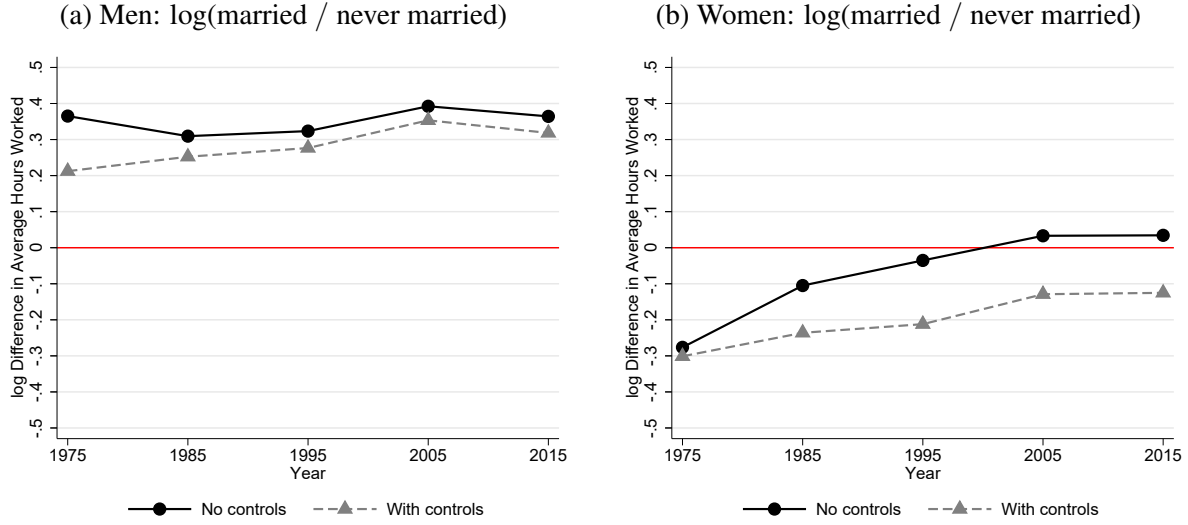 (a) Men: log(married / never married)
log Difference in Average Hours Worked
.5
.4
.3
.2
.1
0
-.1
-.2
-.3
-.4
-.5
1975 1985 1995 2005 2015
Year
No controls With controls
(b) Women: log(married / never married)
log Difference in Average Hours Worked
.5
.4
.3
.2
.1
0
-.1
-.2
-.3
-.4
-.5
1975 1985 1995 2005 2015
Year
No controls With controls